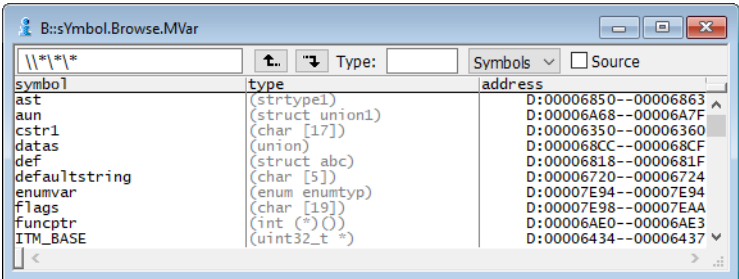 B::sYmbol.Browse.MVar
\\*\*\* Type: Symbols Source
symbol type address
ast (strtype1) D:00006850--00006863
aun (struct union1) D:00006A68--00006A7F
cstr1 (char [17]) D:00006350--00006360
datas (union) D:000068CC--000068CF
def (struct abc) D:00006818--0000681F
defaultstring (char [5]) D:00006720--00006724
enumvar (enum enumtyp) D:00007E94--00007E94
flags (char [19]) D:00007E98--00007EAA
funcptr (int (*)()) D:00006AE0--00006AE3
ITM_BASE (uint32_t *) D:00006434--00006437